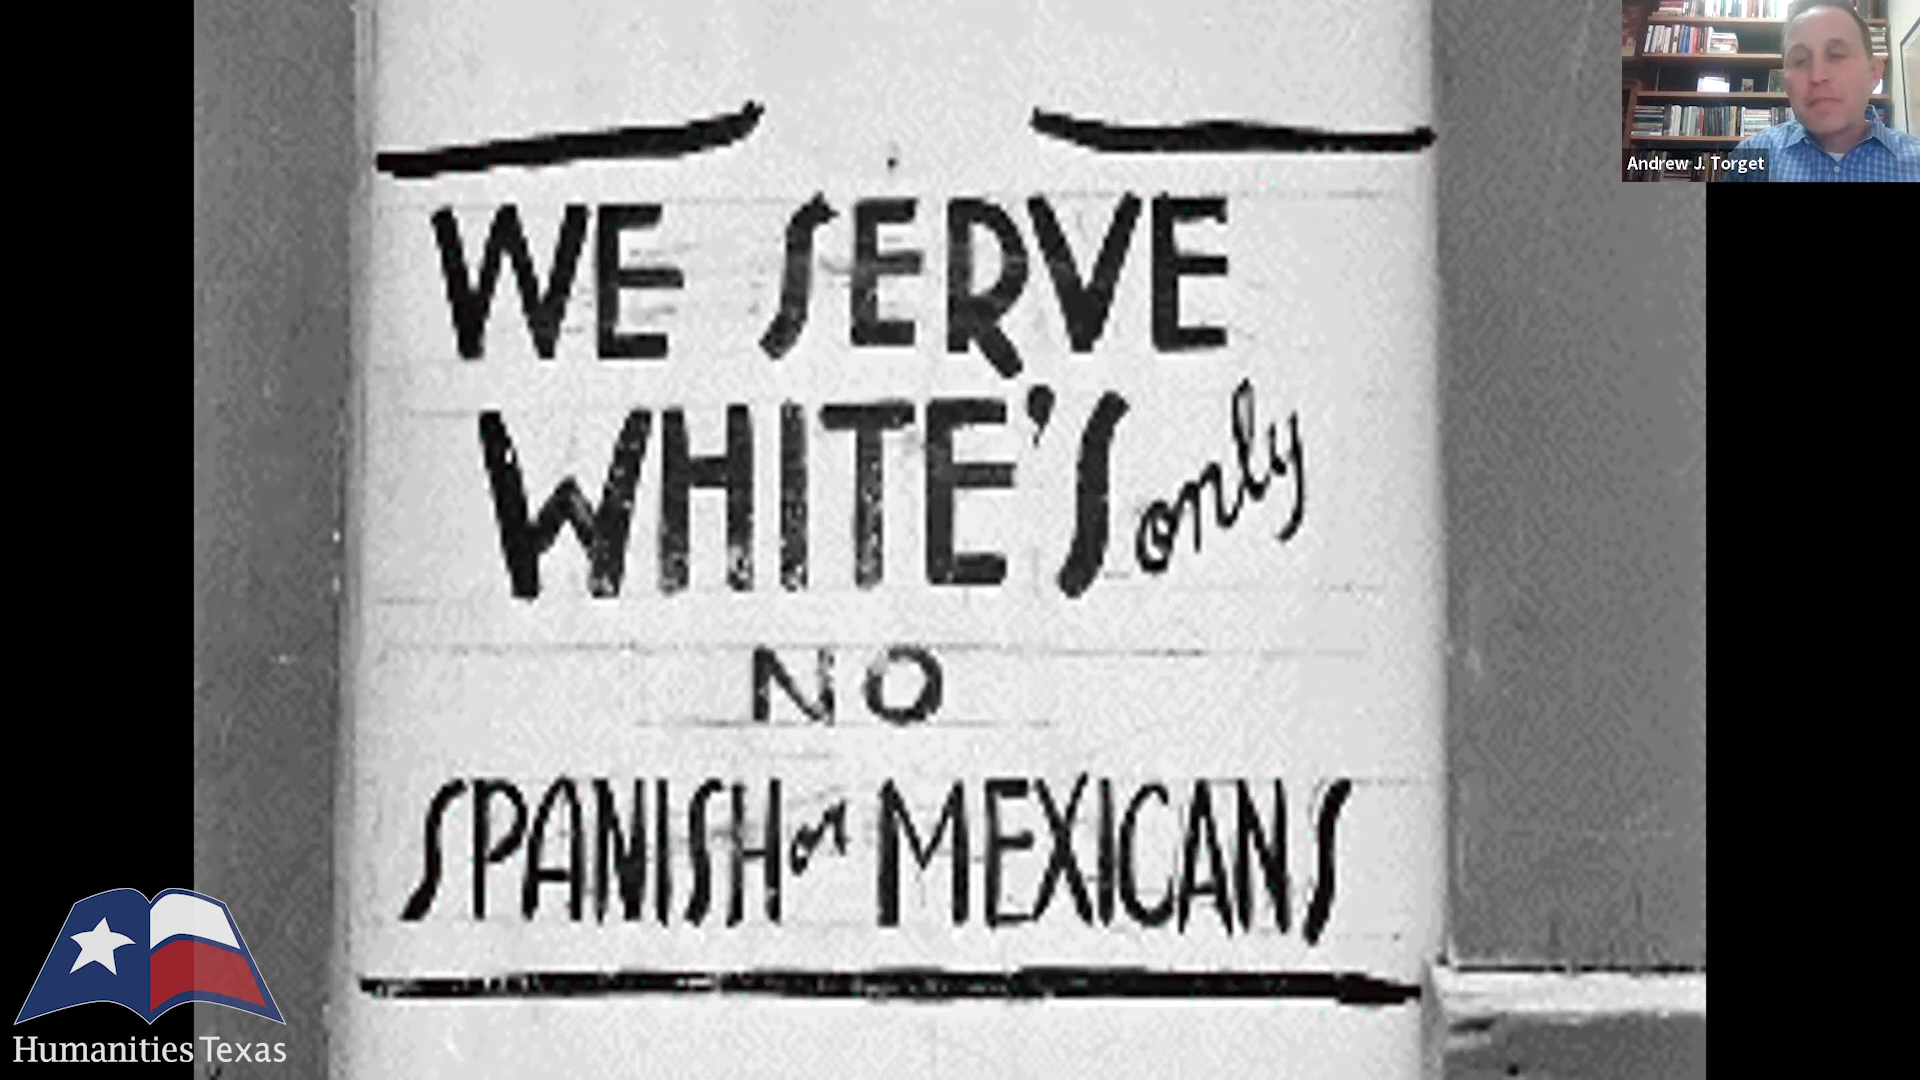 WE SERVE
WHITE'S only
NO
SPANISH or MEXICANS
Andrew J. Torget
Humanities Texas